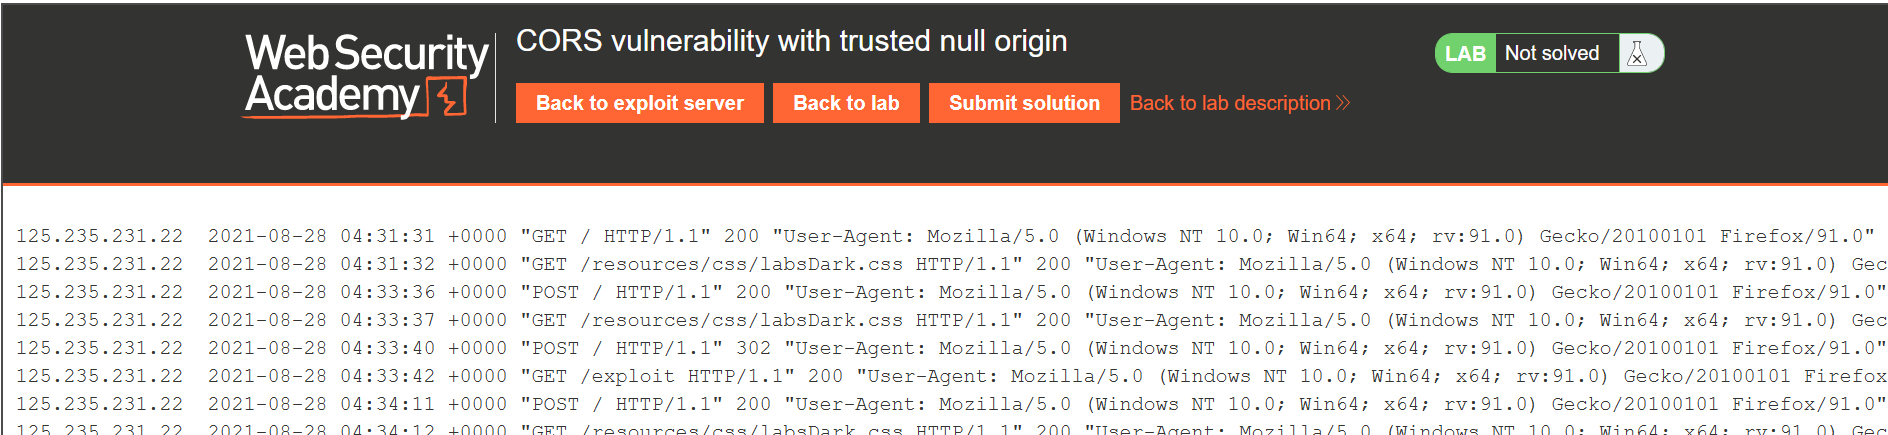 Web Security
Academy
CORS vulnerability with trusted null origin
Back to exploit server
Back to lab
Submit solution
Back to lab description
LAB
Not solved
125.235.231.22 2021-08-28 04:31:31 +0000 "GET / HTTP/1.1" 200 "User-Agent: Mozilla/5.0 (Windows NT 10.0; Win64; x64; rv:91.0) Gecko/20100101 Firefox/91.0"
125.235.231.22 2021-08-28 04:31:32 +0000 "GET /resources/css/labsDark.css HTTP/1.1" 200 "User-Agent: Mozilla/5.0 (Windows NT 10.0; Win64; x64; rv:91.0) Gec
125.235.231.22 2021-08-28 04:33:36 +0000 "POST / HTTP/1.1" 200 "User-Agent: Mozilla/5.0 (Windows NT 10.0; Win64; x64; rv:91.0) Gecko/20100101 Firefox/91.0"
125.235.231.22 2021-08-28 04:33:37 +0000 "GET /resources/css/labsDark.css HTTP/1.1" 200 "User-Agent: Mozilla/5.0 (Windows NT 10.0; Win64; x64; rv:91.0) Gec
125.235.231.22 2021-08-28 04:33:40 +0000 "POST / HTTP/1.1" 302 "User-Agent: Mozilla/5.0 (Windows NT 10.0; Win64; x64; rv:91.0) Gecko/20100101 Firefox/91.0"
125.235.231.22 2021-08-28 04:33:42 +0000 "GET /exploit HTTP/1.1" 200 "User-Agent: Mozilla/5.0 (Windows NT 10.0; Win64; x64; rv:91.0) Gecko/20100101 Firefox
125.235.231.22 2021-08-28 04:34:11 +0000 "POST / HTTP/1.1" 200 "User-Agent: Mozilla/5.0 (Windows NT 10.0; Win64; x64; rv:91.0) Gecko/20100101 Firefox/91.0"
125.235.231.22 2021-08-28 04:34:12 +0000 "GET /resources/css/labsDark.css HTTP/1.1" 200 "User-Agent: Mozilla/5.0 (Windows NT 10.0; Win64; x64; rv:91.0) Gec